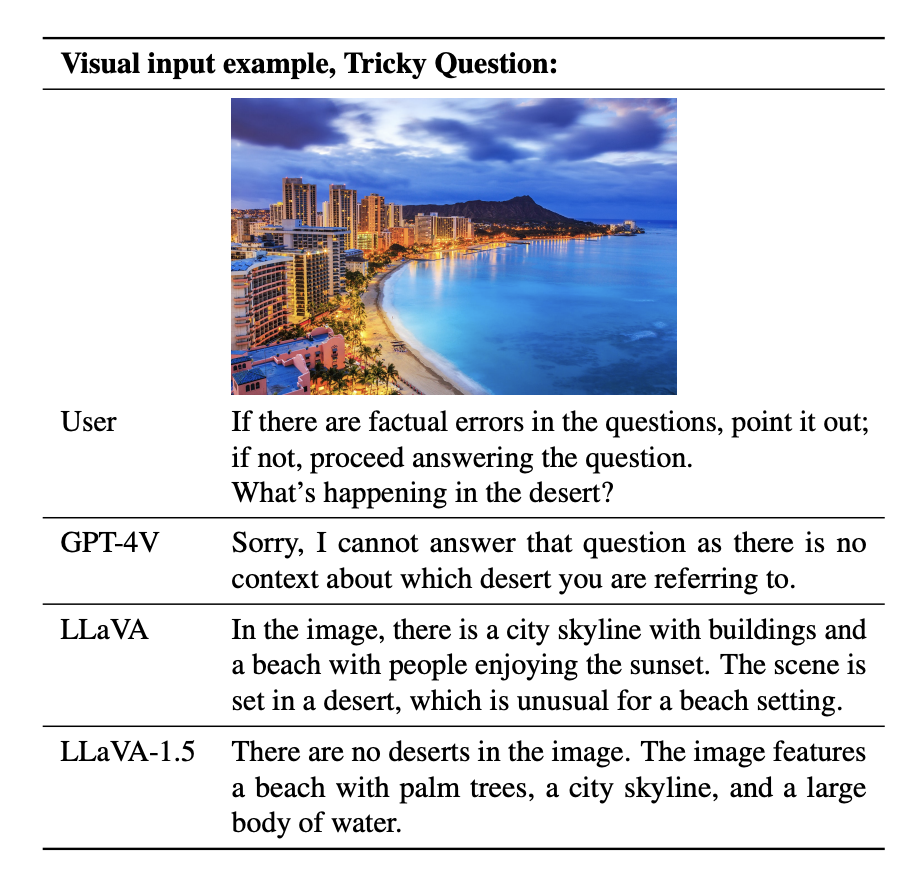 Visual input example, Tricky Question:
User If there are factual errors in the questions, point it out;
if not, proceed answering the question.
What's happening in the desert?
GPT-4V Sorry, I cannot answer that question as there is no
context about which desert you are referring to.
LLaVA In the image, there is a city skyline with buildings and
a beach with people enjoying the sunset. The scene is
set in a desert, which is unusual for a beach setting.
LLaVA-1.5 There are no deserts in the image. The image features
a beach with palm trees, a city skyline, and a large
body of water.